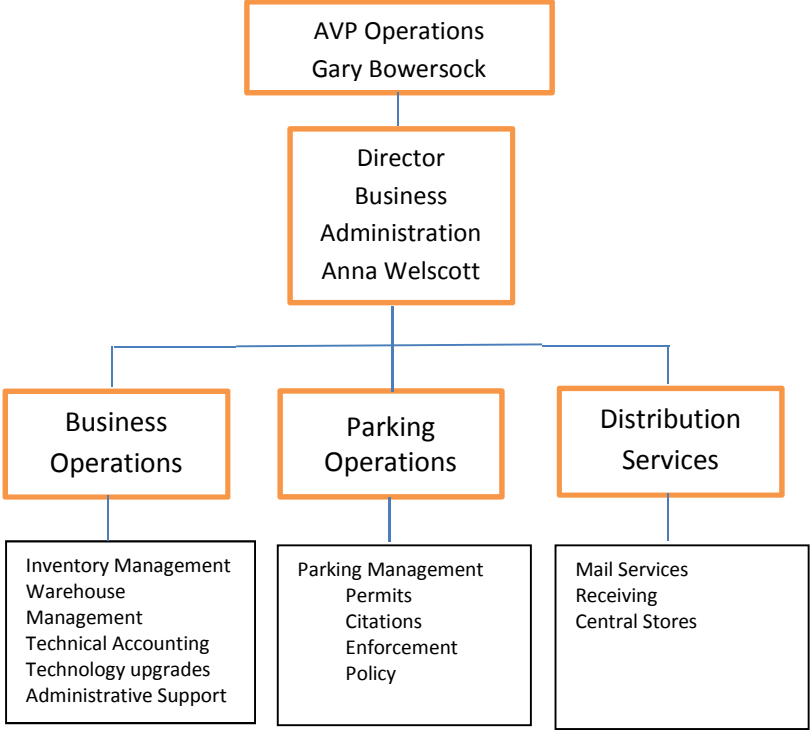 AVP Operations
Gary Bowersock
Director
Business
Administration
Anna Welscott
Business
Operations
Parking
Operations
Distribution
Services
Inventory Management
Warehouse
Management
Technical Accounting
Technology upgrades
Administrative Support
Parking Management
Permits
Citations
Enforcement
Policy
Mail Services
Receiving
Central Stores